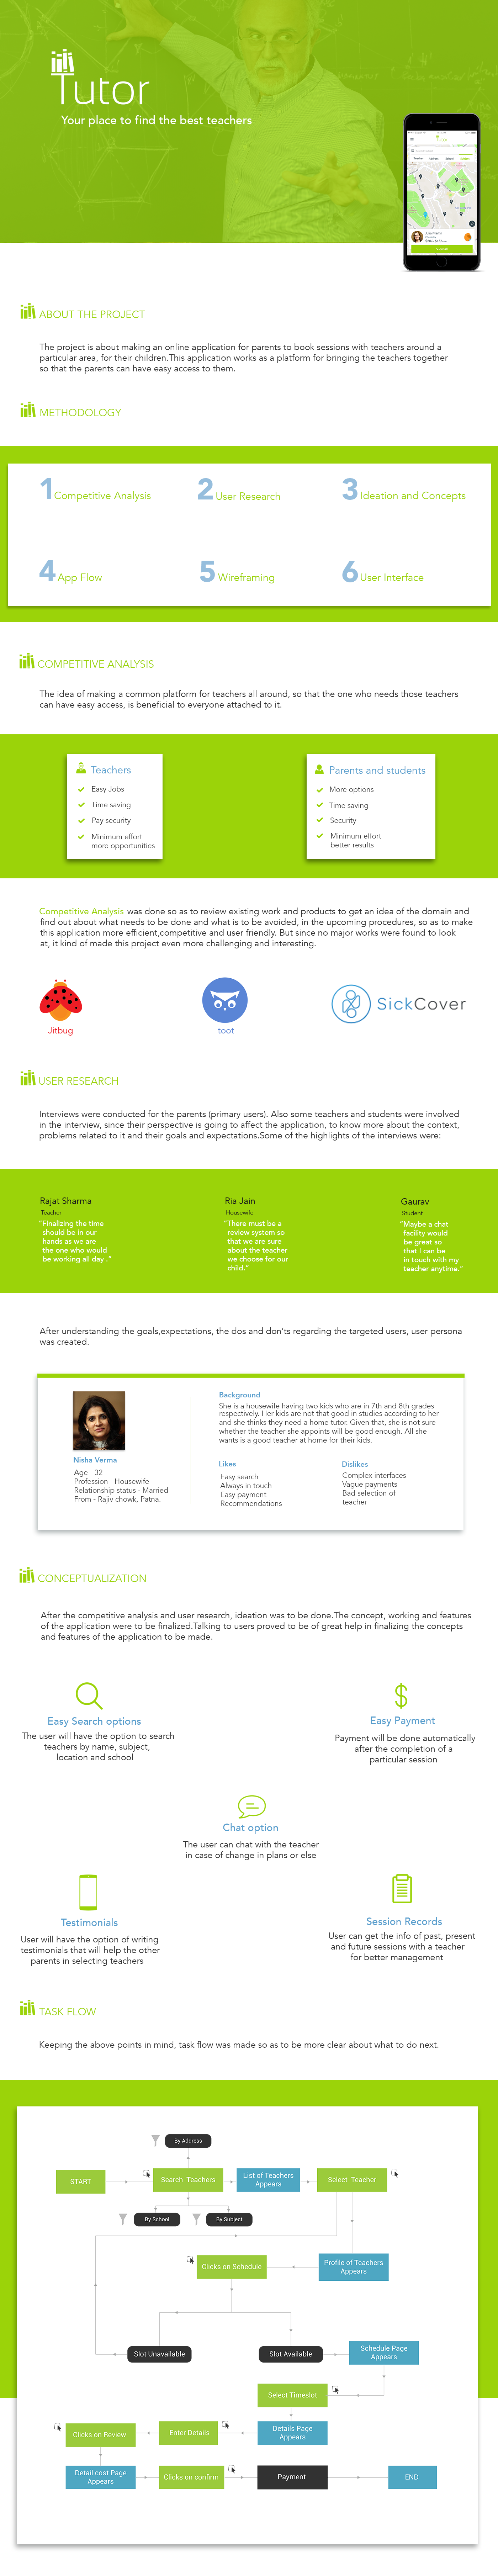 Tutor
Your place to find the best teachers
ABOUT THE PROJECT
The project is about making an online application for parents to book sessions with teachers around a
particular area, for their children.This application works as a platform for bringing the teachers together
so that the parents can have easy access to them.
METHODOLOGY
1 Competitive Analysis
2 User Research
3 Ideation and Concepts
4 App Flow
5 Wireframing
6 User Interface
COMPETITIVE ANALYSIS
The idea of making a common platform for teachers all around, so that the one who needs those teachers
can have easy access, is beneficial to everyone attached to it.
Teachers
Easy Jobs
Time saving
Pay security
Minimum effort
more opportunities
Parents and students
More options
Time saving
Security
Minimum effort
better results
Competitive Analysis was done so as to review existing work and products to get an idea of the domain and
find out about what needs to be done and what is to be avoided, in the upcoming procedures, so as to make
this application more efficient,competitive and user friendly. But since no major works were found to look
at, it kind of made this project even more challenging and interesting.
Jitbug
toot
SickCover
USER RESEARCH
Interviews were conducted for the parents (primary users). Also some teachers and students were involved
in the interview, since their perspective is going to affect the application, to know more about the context,
problems related to it and their goals and expectations.Some of the highlights of the interviews were:
Rajat Sharma
Teacher
"Finalizing the time
should be in our
hands as we are
the one who would
be working all day ."
Ria Jain
Housewife
"There must be a
review system so
that we are sure
about the teacher
we choose for our
child."
Gaurav
Student
"Maybe a chat
facility would
be great so
that I can be
in touch with my
teacher anytime."
After understanding the goals,expectations, the dos and don'ts regarding the targeted users, user persona
was created.
Nisha Verma
Age - 32
Profession - Housewife
Relationship status - Married
From - Rajiv chowk, Patna.
Background
She is a housewife having two kids who are in 7th and 8th grades
respectively. Her kids are not that good in studies according to her
and she thinks they need a home tutor. Given that, she is not sure
whether the teacher she appoints will be good enough. All she
wants is a good teacher at home for their kids.
Likes
Easy search
Always in touch
Easy payment
Recommendations
Dislikes
Complex interfaces
Vague payments
Bad selection of
teacher
CONCEPTUALIZATION
After the competitive analysis and user research, ideation was to be done.The concept, working and features
of the application were to be finalized.Talking to users proved to be of great help in finalizing the concepts
and features of the application to be made.
Easy Search options
The user will have the option to search
teachers by name, subject,
location and school
Easy Payment
Payment will be done automatically
after the completion of a
particular session
Chat option
The user can chat with the teacher
in case of change in plans or else
Testimonials
User will have the option of writing
testimonials that will help the other
parents in selecting teachers
Session Records
User can get the info of past, present
and future sessions with a teacher
for better management
TASK FLOW
Keeping the above points in mind, task flow was made so as to be more clear about what to do next.
By Address
START
Search Teachers
List of Teachers
Appears
Select Teacher
By School
By Subject
Clicks on Schedule
Profile of Teachers
Appears
Slot Unavailable
Slot Available
Schedule Page
Appears
Select Timeslot
Clicks on Review
Enter Details
Details Page
Appears
Detail cost Page
Appears
Clicks on confirm
Payment
END